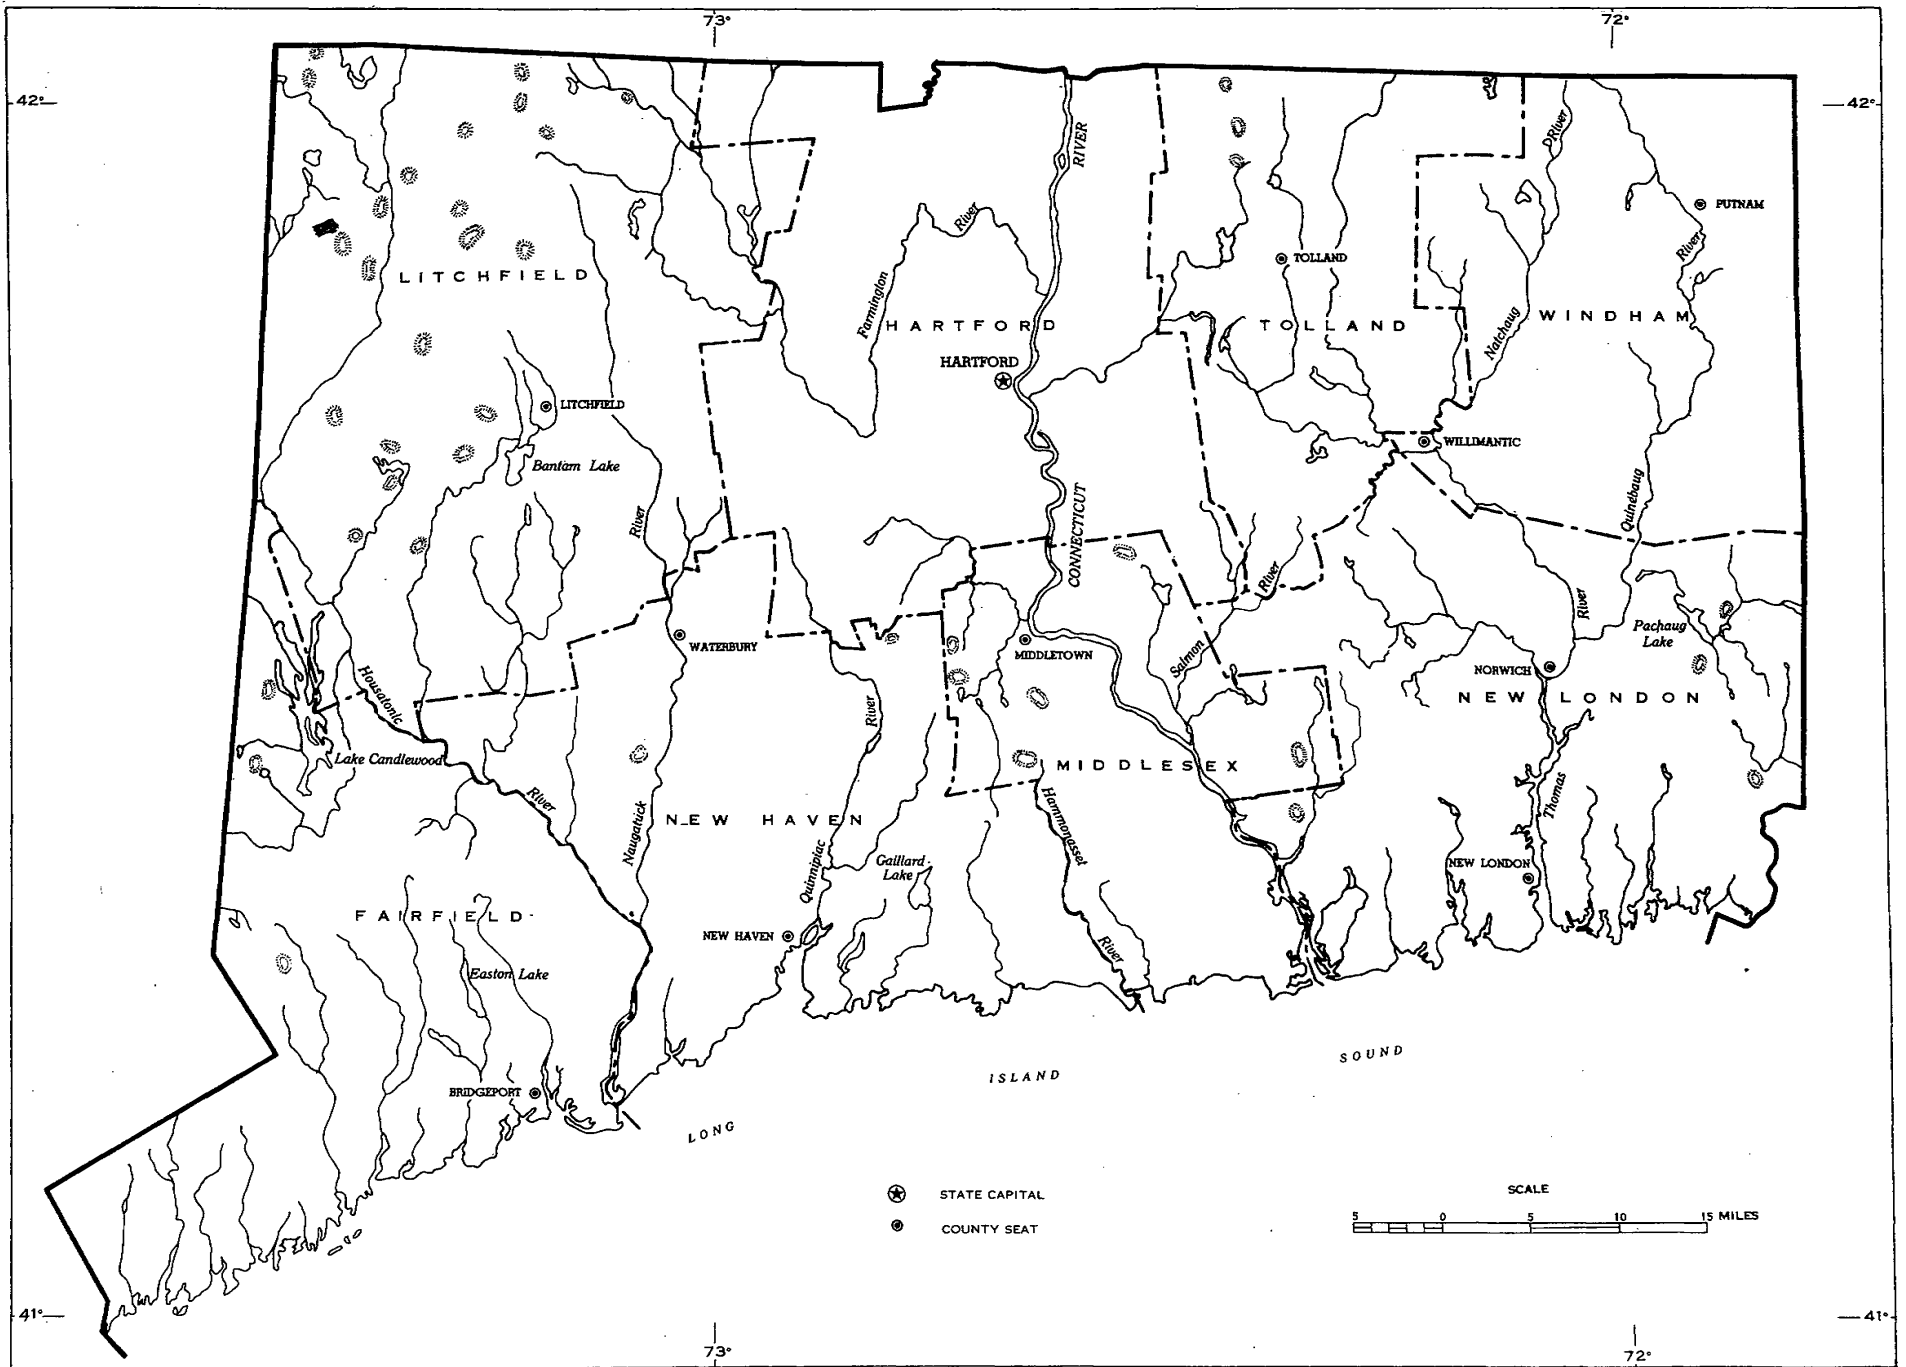 73°
72°
42°
42°
RIVER
River
PUTNAM
River
River
TOLLAND
LITCHFIELD
Farmington
HARTFORD
TOLLAND
Natchaug
WINDHAM
HARTFORD
LITCHFIELD
WILLIMANTIC
Bantam Lake
River
CONNECTICUT
Quinebaug
River
River
Pachaug
Lake
WATERBURY
MIDDLETOWN
Salmon
NORWICH
Housatonic
River
NEW LONDON
Lake Candlewood
MIDDLESEX
River
Naugatuck
NEW HAVEN
Hammonasset
Thomas
Quinnipiac
Gaillard
Lake
NEW LONDON
FAIRFIELD
NEW HAVEN
River
Easton Lake
BRIDGEPORT
LONG
ISLAND
SOUND
STATE CAPITAL
COUNTY SEAT
SCALE
5 0 5 10 15 MILES
41°
41°
73°
72°